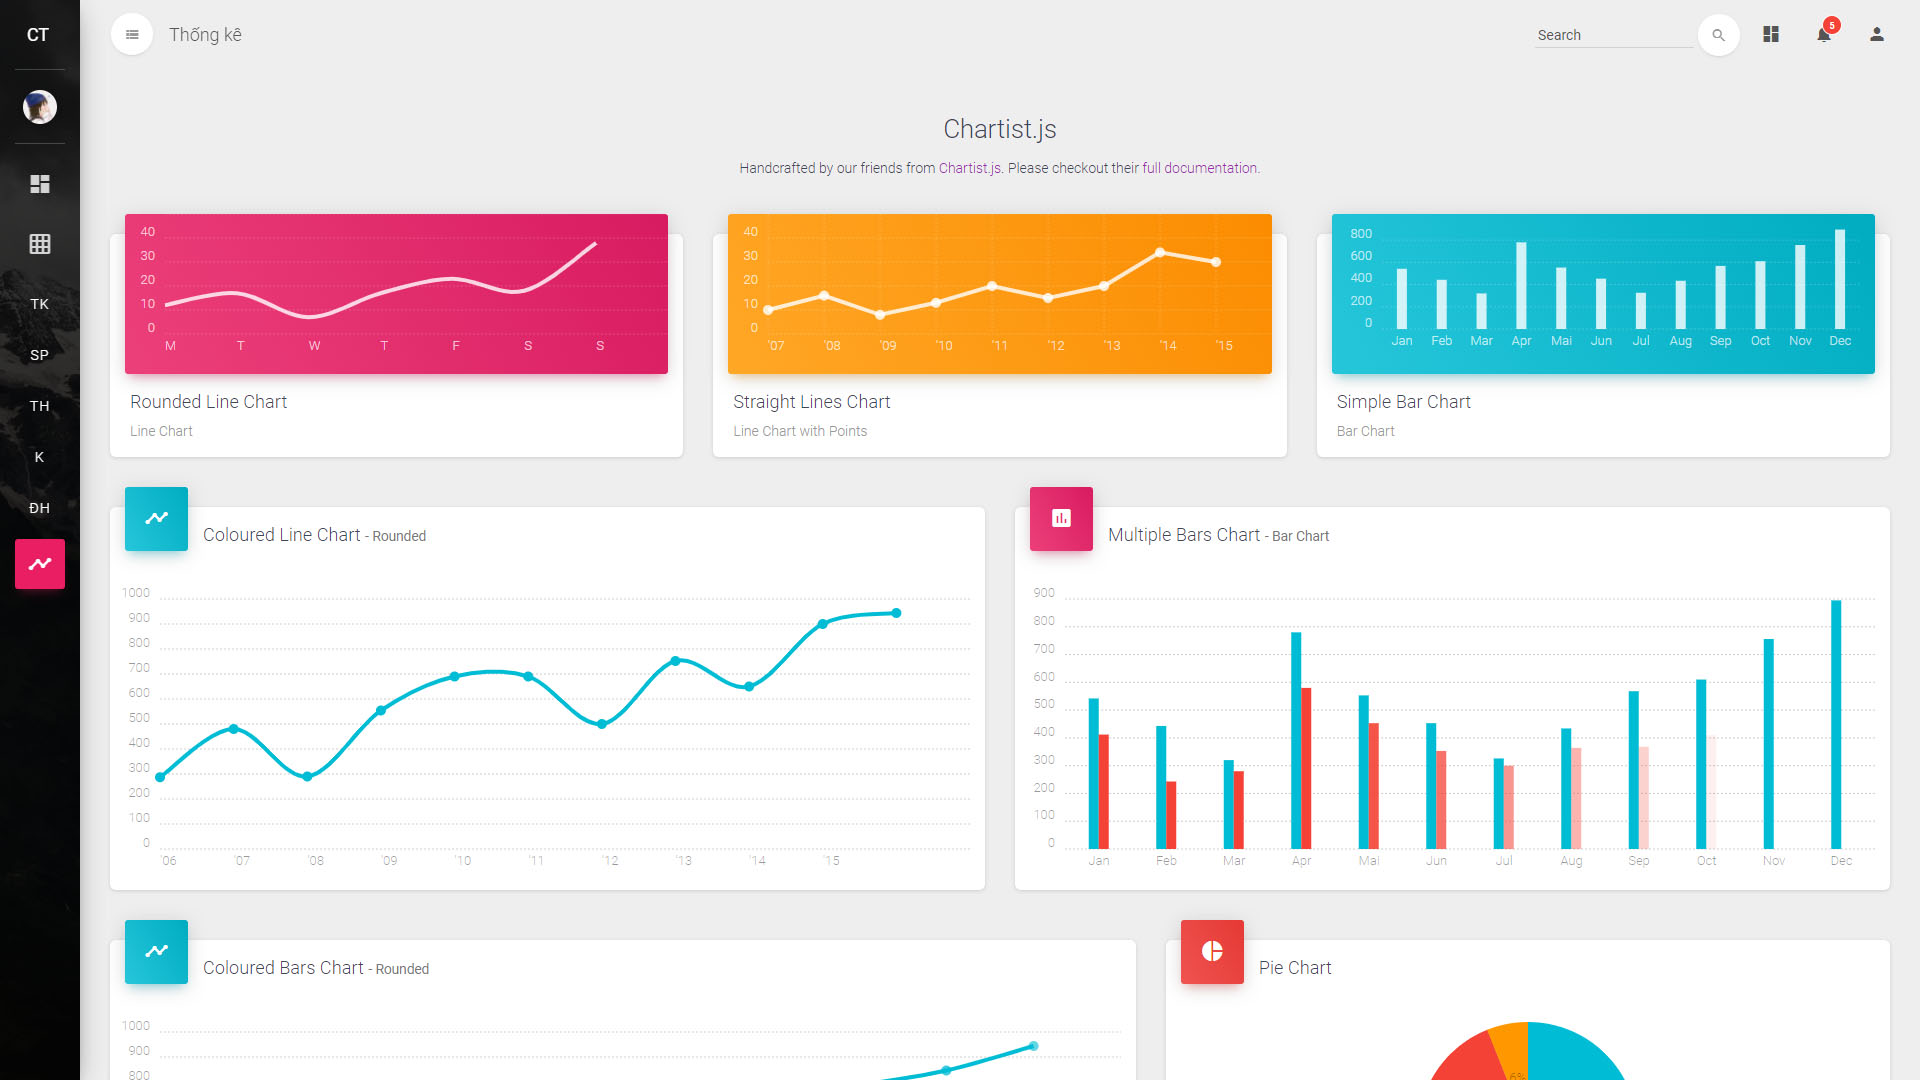 CT
Thống kê
Search
5
TK
SP
TH
K
ĐH
Chartist.js
Handcrafted by our friends from Chartist.js. Please checkout their full documentation.
40
30
20
10
0
M T W T F S S
Rounded Line Chart
Line Chart
40
30
20
10
0
'07 '08 '09 '10 '11 '12 '13 '14 '15
Straight Lines Chart
Line Chart with Points
800
600
400
200
0
Jan Feb Mar Apr Mai Jun Jul Aug Sep Oct Nov Dec
Simple Bar Chart
Bar Chart
Coloured Line Chart - Rounded
1000
900
800
700
600
500
400
300
200
100
0
'06 '07 '08 '09 '10 '11 '12 '13 '14 '15
Multiple Bars Chart - Bar Chart
900
800
700
600
500
400
300
200
100
0
Jan Feb Mar Apr Mai Jun Jul Aug Sep Oct Nov Dec
Coloured Bars Chart - Rounded
1000
900
800
Pie Chart
6%